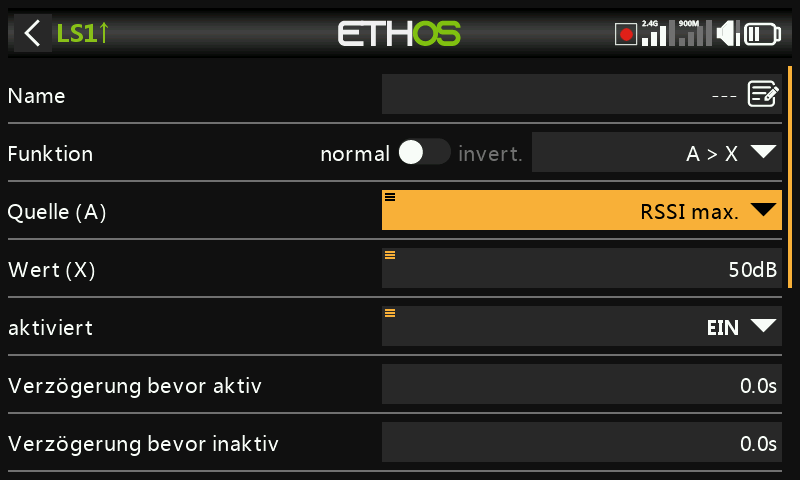 LS1↑ ETHOS 2.4G 900M
Name ---
Funktion normal invert. A > X
Quelle (A) RSSI max.
Wert (X) 50dB
aktiviert EIN
Verzögerung bevor aktiv 0.0s
Verzögerung bevor inaktiv 0.0s